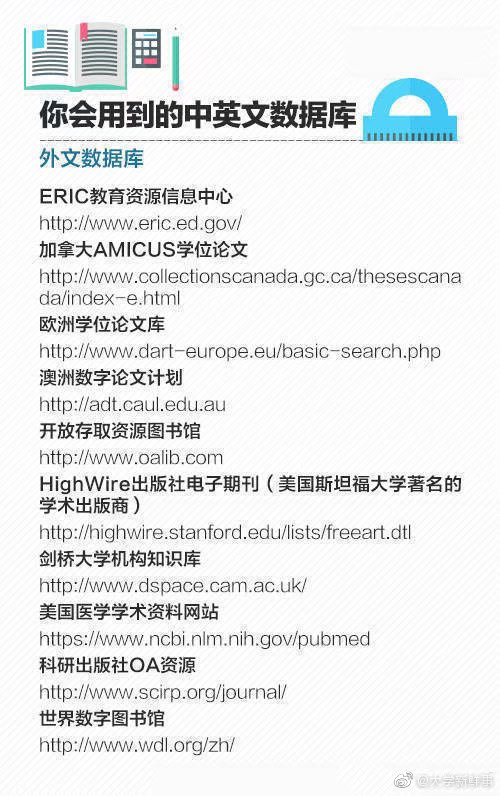 你会用到的中英文数据库
外文数据库
ERIC教育资源信息中心
http://www.eric.ed.gov/
加拿大AMICUS学位论文
http://www.collectionscanada.gc.ca/thesescana
da/index-e.html
欧洲学位论文库
http://www.dart-europe.eu/basic-search.php
澳洲数字论文计划
http://adt.caul.edu.au
开放存取资源图书馆
http://www.oalib.com
HighWire出版社电子期刊（美国斯坦福大学著名的
学术出版商）
http://highwire.stanford.edu/lists/freeart.dtl
剑桥大学机构知识库
http://www.dspace.cam.ac.uk/
美国医学学术资料网站
https://www.ncbi.nlm.nih.gov/pubmed
科研出版社OA资源
http://www.scirp.org/journal/
世界数字图书馆
http://www.wdl.org/zh/
@大学新鲜事